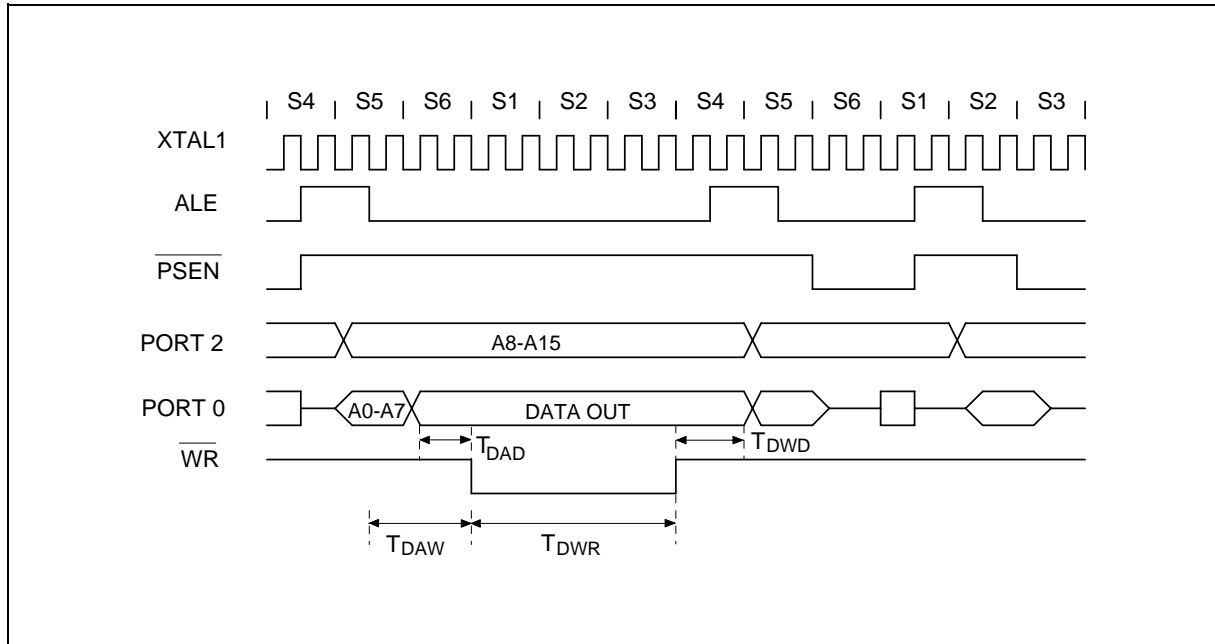 S4 S5 S6 S1 S2 S3 S4 S5 S6 S1 S2 S3
XTAL1
ALE
PSEN
PORT 2 A8-A15
PORT 0 A0-A7 DATA OUT
WR TDAD TDWD
TDAW TDWR